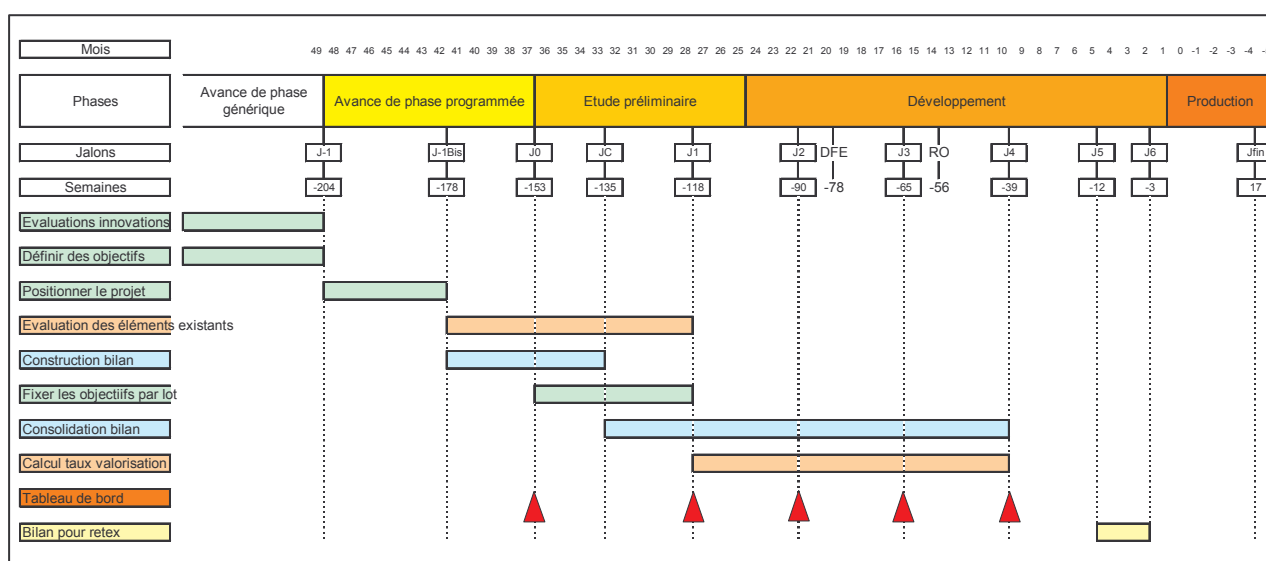 Mois 49 48 47 46 45 44 43 42 41 40 39 38 37 36 35 34 33 32 31 30 29 28 27 26 25 24 23 22 21 20 19 18 17 16 15 14 13 12 11 10 9 8 7 6 5 4 3 2 1 0 -1 -2 -3 -4
Phases Avance de phase générique Avance de phase programmée Etude préliminaire Développement Production
Jalons J-1 J-1Bis J0 JC J1 J2 DFE J3 RO J4 J5 J6 Jfin
Semaines -204 -178 -153 -135 -118 -90 -78 -65 -56 -39 -12 -3 17
Evaluations innovations
Définir des objectifs
Positionner le projet
Evaluation des éléments existants
Construction bilan
Fixer les objectiifs par lot
Consolidation bilan
Calcul taux valorisation
Tableau de bord
Bilan pour retex